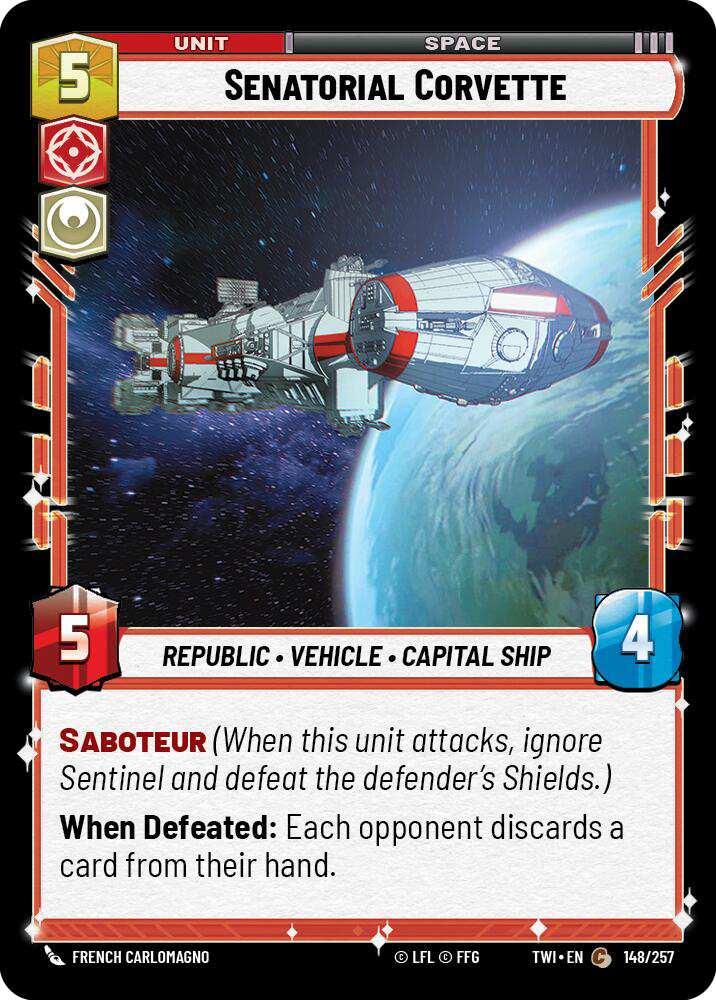 UNIT SPACE
5 SENATORIAL CORVETTE
5 REPUBLIC • VEHICLE • CAPITAL SHIP 4
SABOTEUR (When this unit attacks, ignore
Sentinel and defeat the defender's Shields.)
When Defeated: Each opponent discards a
card from their hand.
FRENCH CARLOMAGNO © LFL © FFG TWI • EN C 148/257